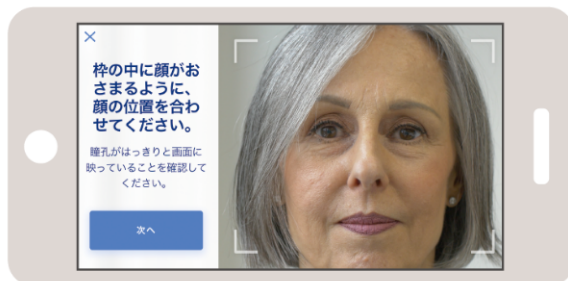 ×
枠の中に顔がお
さまるように、
顔の位置を合わ
せてください。
瞳孔がはっきりと画面に
映っていることを確認して
ください。
次へ